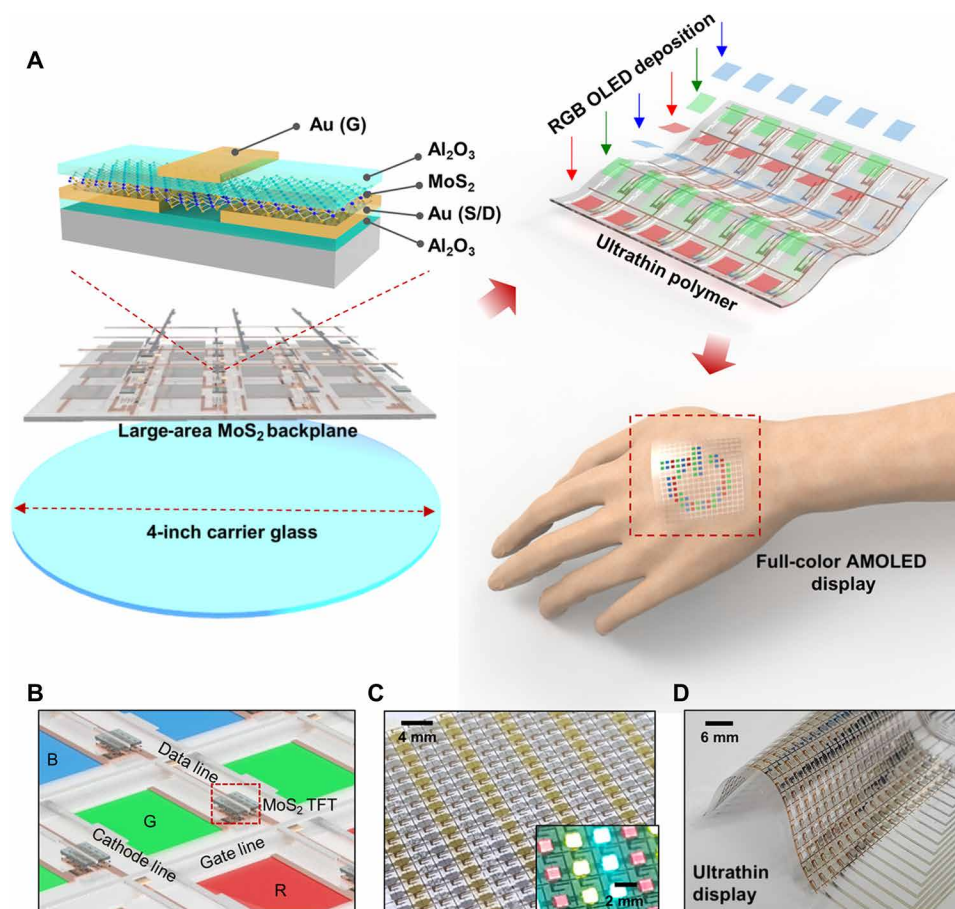 A
Au (G)
Al₂O₃
MoS₂
Au (S/D)
Al₂O₃
Large-area MoS₂ backplane
4-inch carrier glass
RGB OLED deposition
Ultrathin polymer
Full-color AMOLED
display
B
B
Data line
MoS₂ TFT
G
Cathode line
Gate line
R
C
4 mm
2 mm
D
6 mm
Ultrathin
display